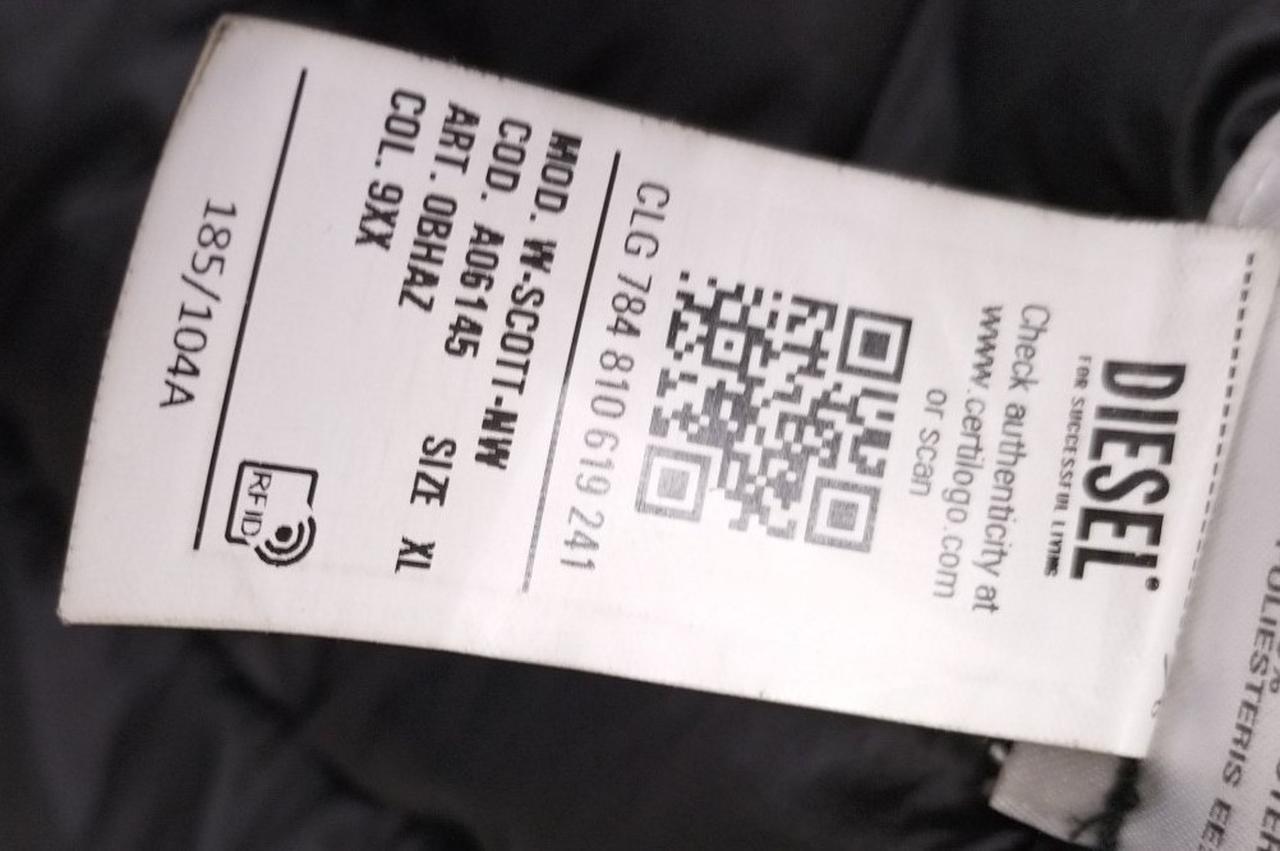 DIESEL
FOR SUCCESSFUL LIVING
Check authenticity at
www.certilogo.com
or scan
CLG 784 810 619 241
MOD. W-SCOTT-NW
COD. A06145
ART. 0BHAZ SIZE XL
COL. 9XX
RFID
185/104A
POLIESTERIS